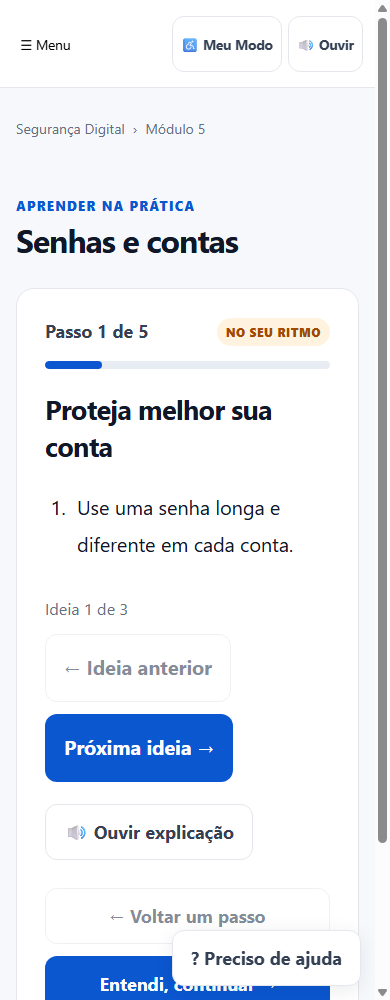 ☰ Menu
♿ Meu Modo
🔊 Ouvir
Segurança Digital › Módulo 5
APRENDER NA PRÁTICA
Senhas e contas
Passo 1 de 5
NO SEU RITMO
Proteja melhor sua
conta
1. Use uma senha longa e
diferente em cada conta.
Ideia 1 de 3
← Ideia anterior
Próxima ideia →
🔊 Ouvir explicação
← Voltar um passo
? Preciso de ajuda
Entendi, continuar →